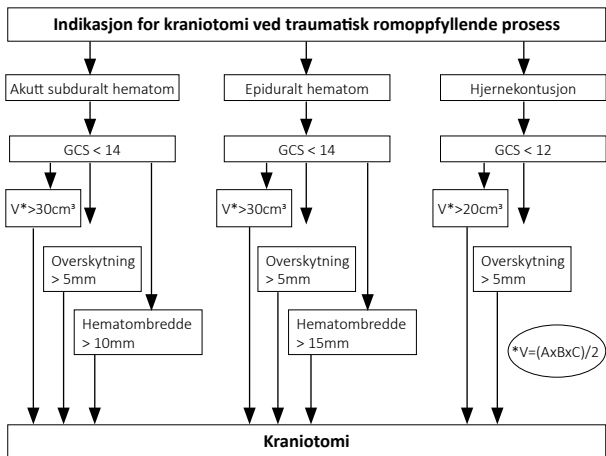 Indikasjon for kraniotomi ved traumatisk romoppfyllende prosess
Akutt subduralt hematom
Epiduralt hematom
Hjernekontusjon
GCS < 14
GCS < 14
GCS < 12
V*>30cm³
V*>30cm³
V*>20cm³
Overskytning
> 5mm
Overskytning
> 5mm
Overskytning
> 5mm
Hematombredde
> 10mm
Hematombredde
> 15mm
*V=(AxBxC)/2
Kraniotomi